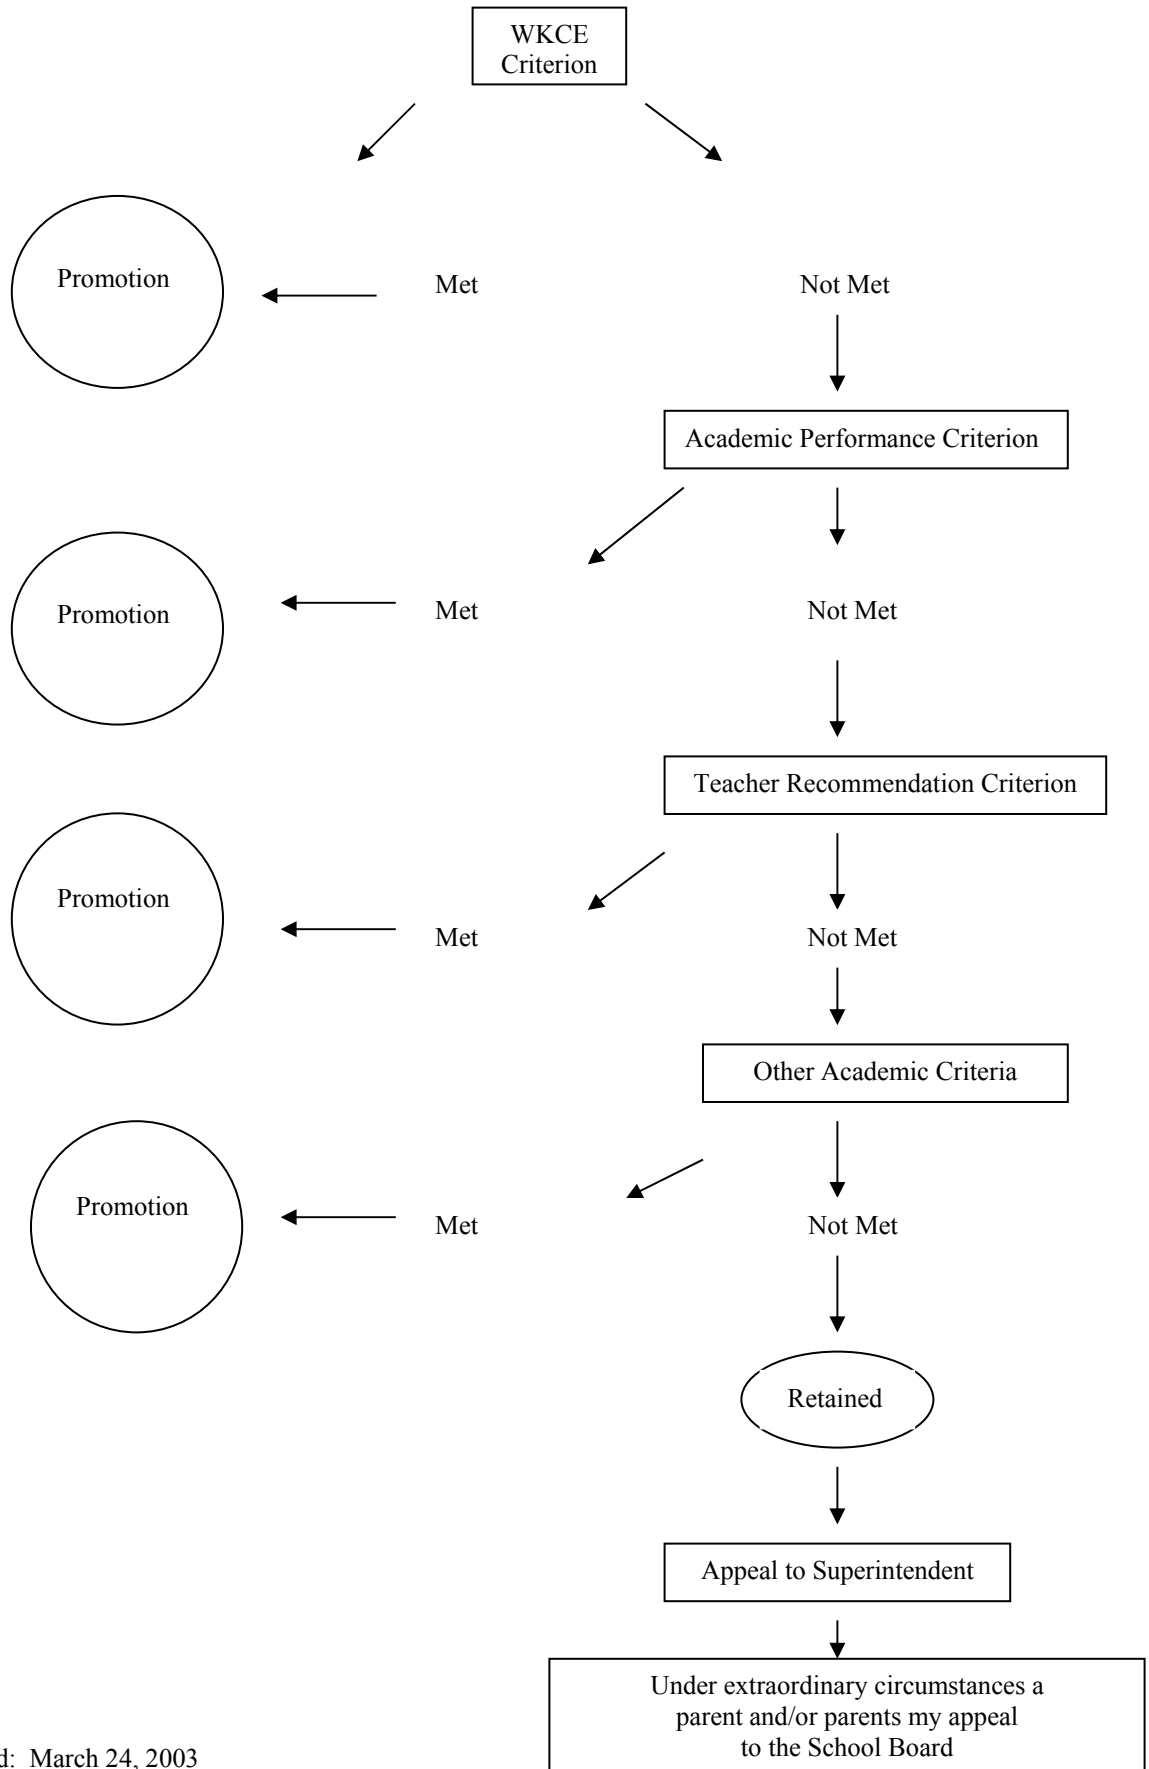 WKCE
Criterion
Promotion
Met
Not Met
Academic Performance Criterion
Promotion
Met
Not Met
Teacher Recommendation Criterion
Promotion
Met
Not Met
Other Academic Criteria
Promotion
Met
Not Met
Retained
Appeal to Superintendent
Under extraordinary circumstances a
parent and/or parents my appeal
to the School Board
d: March 24, 2003